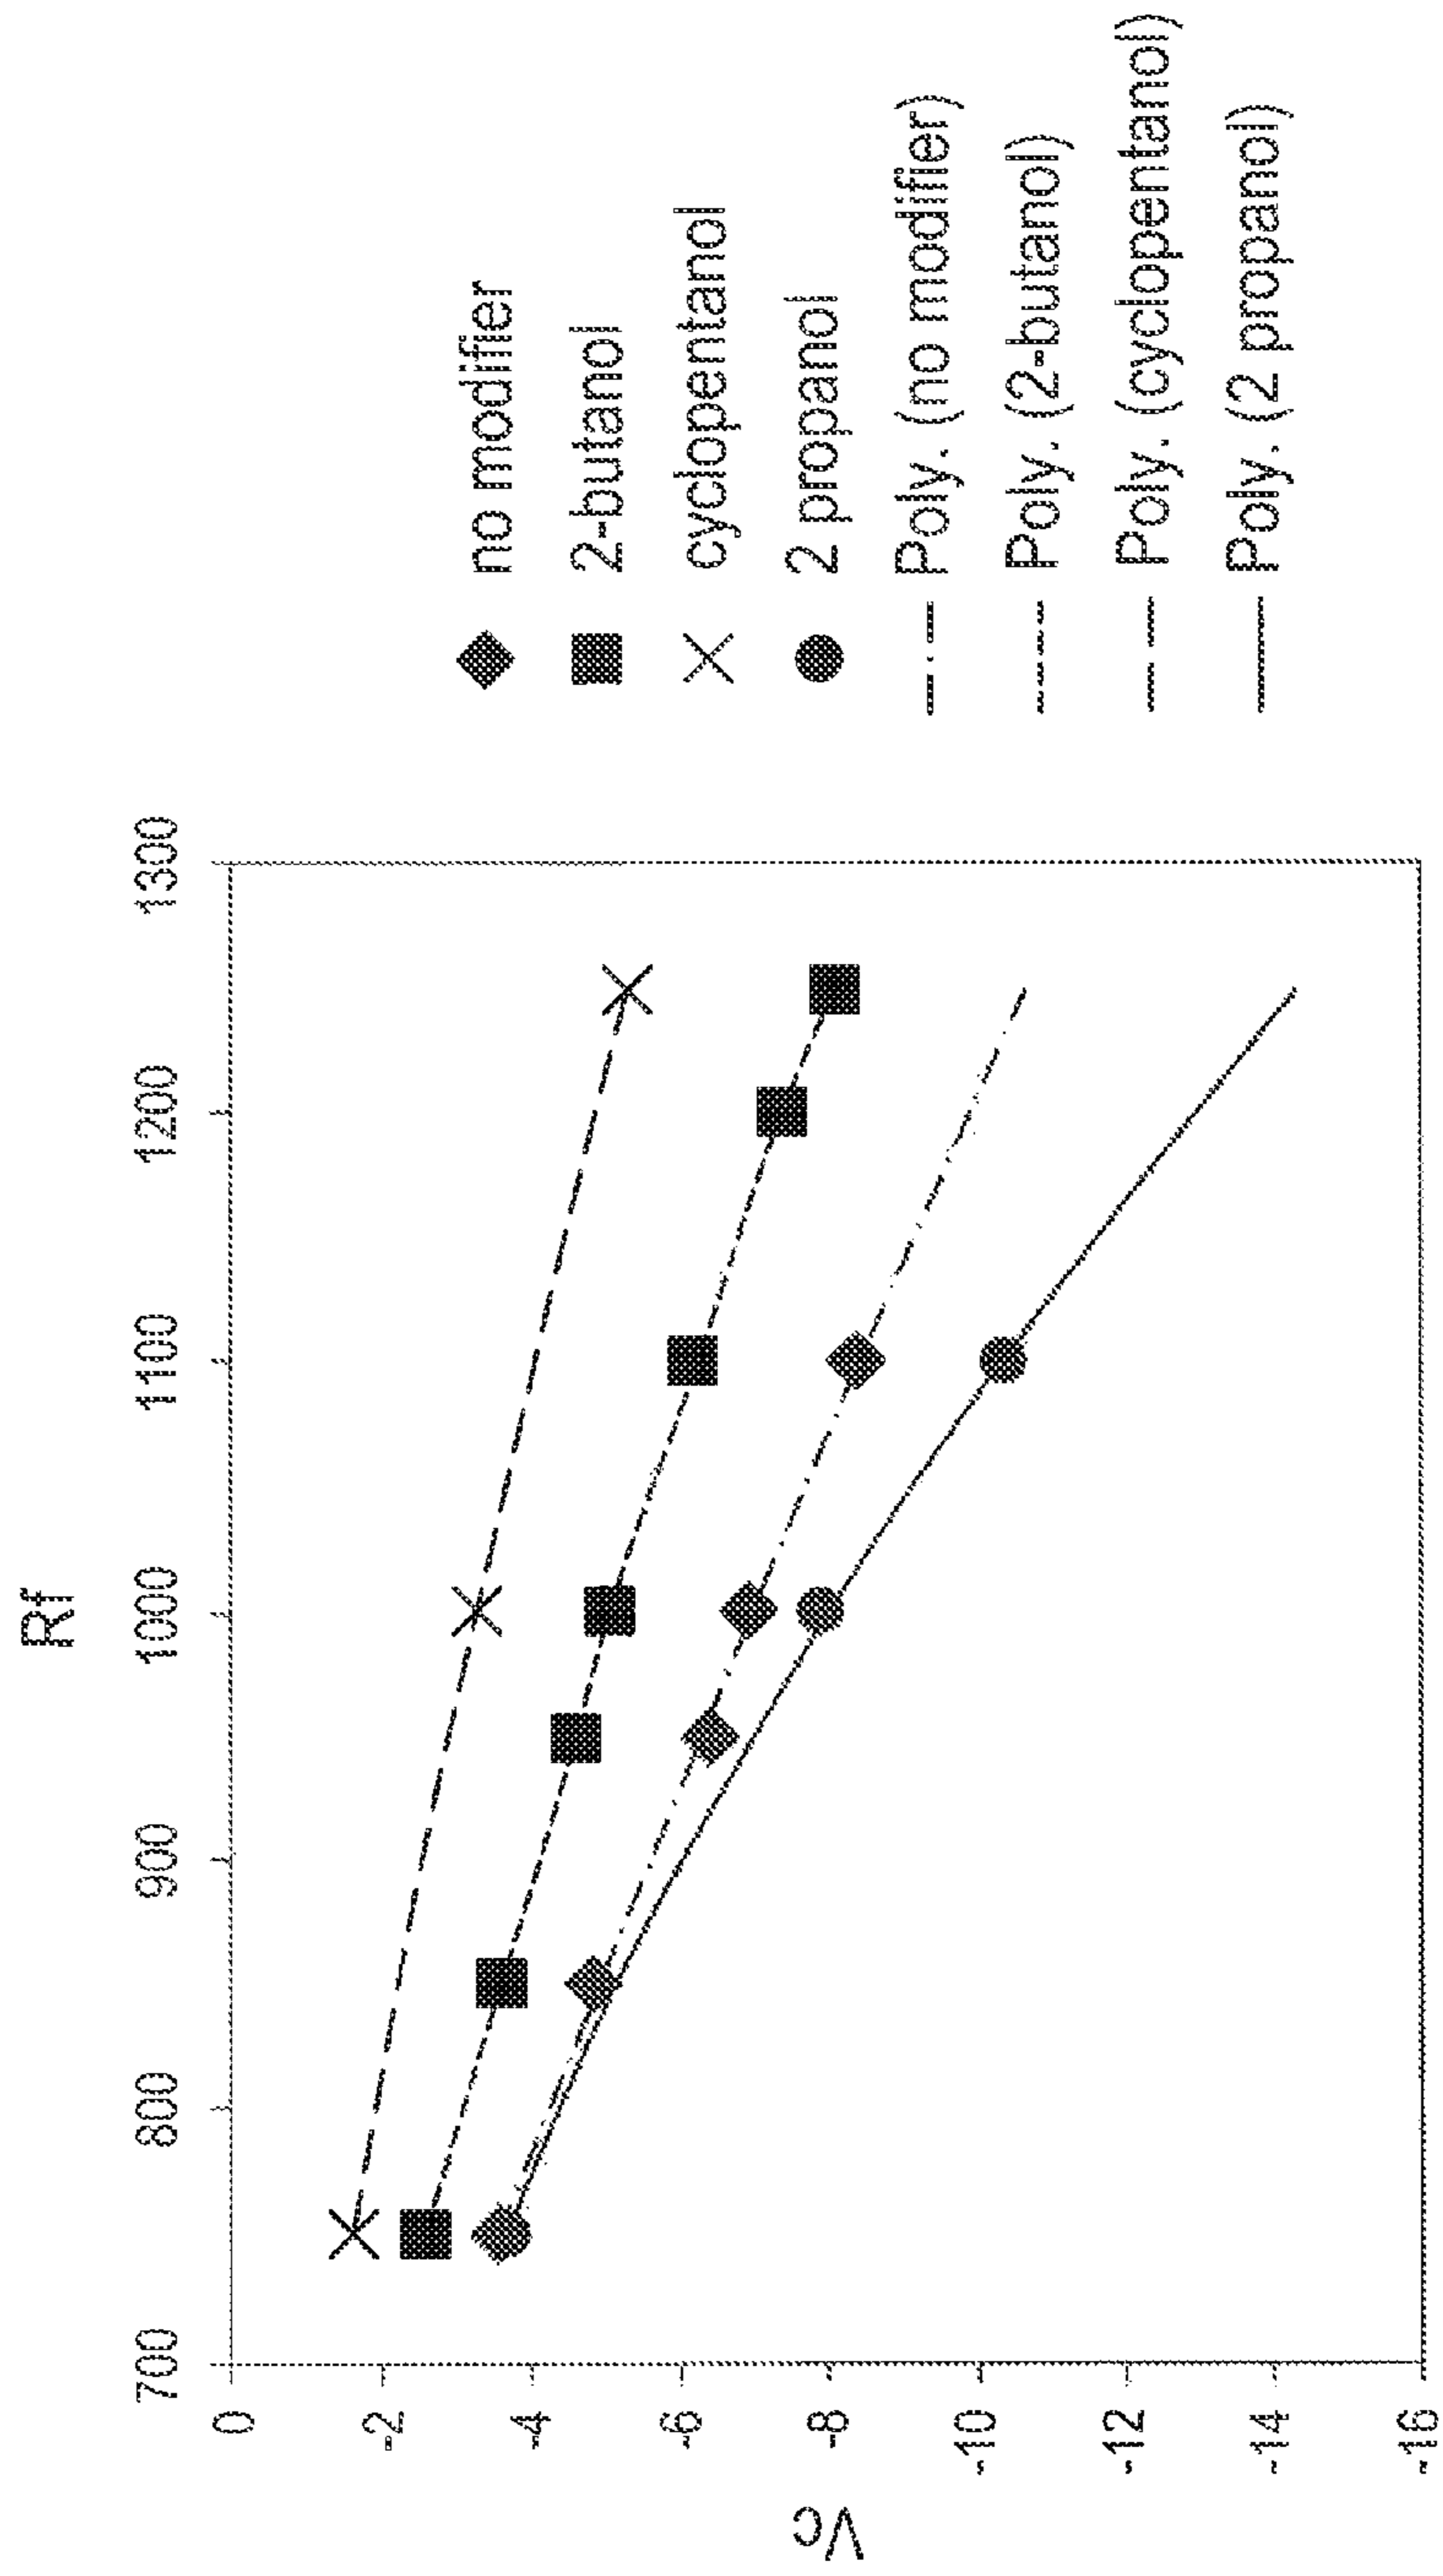 Rf
700 800 900 1000 1100 1200 1300
0
-2
-4
-6
-8
-10
-12
-14
-16
Vc
no modifier
2-butanol
cyclopentanol
2 propanol
Poly. (no modifier)
Poly. (2-butanol)
Poly. (cyclopentanol)
Poly. (2 propanol)